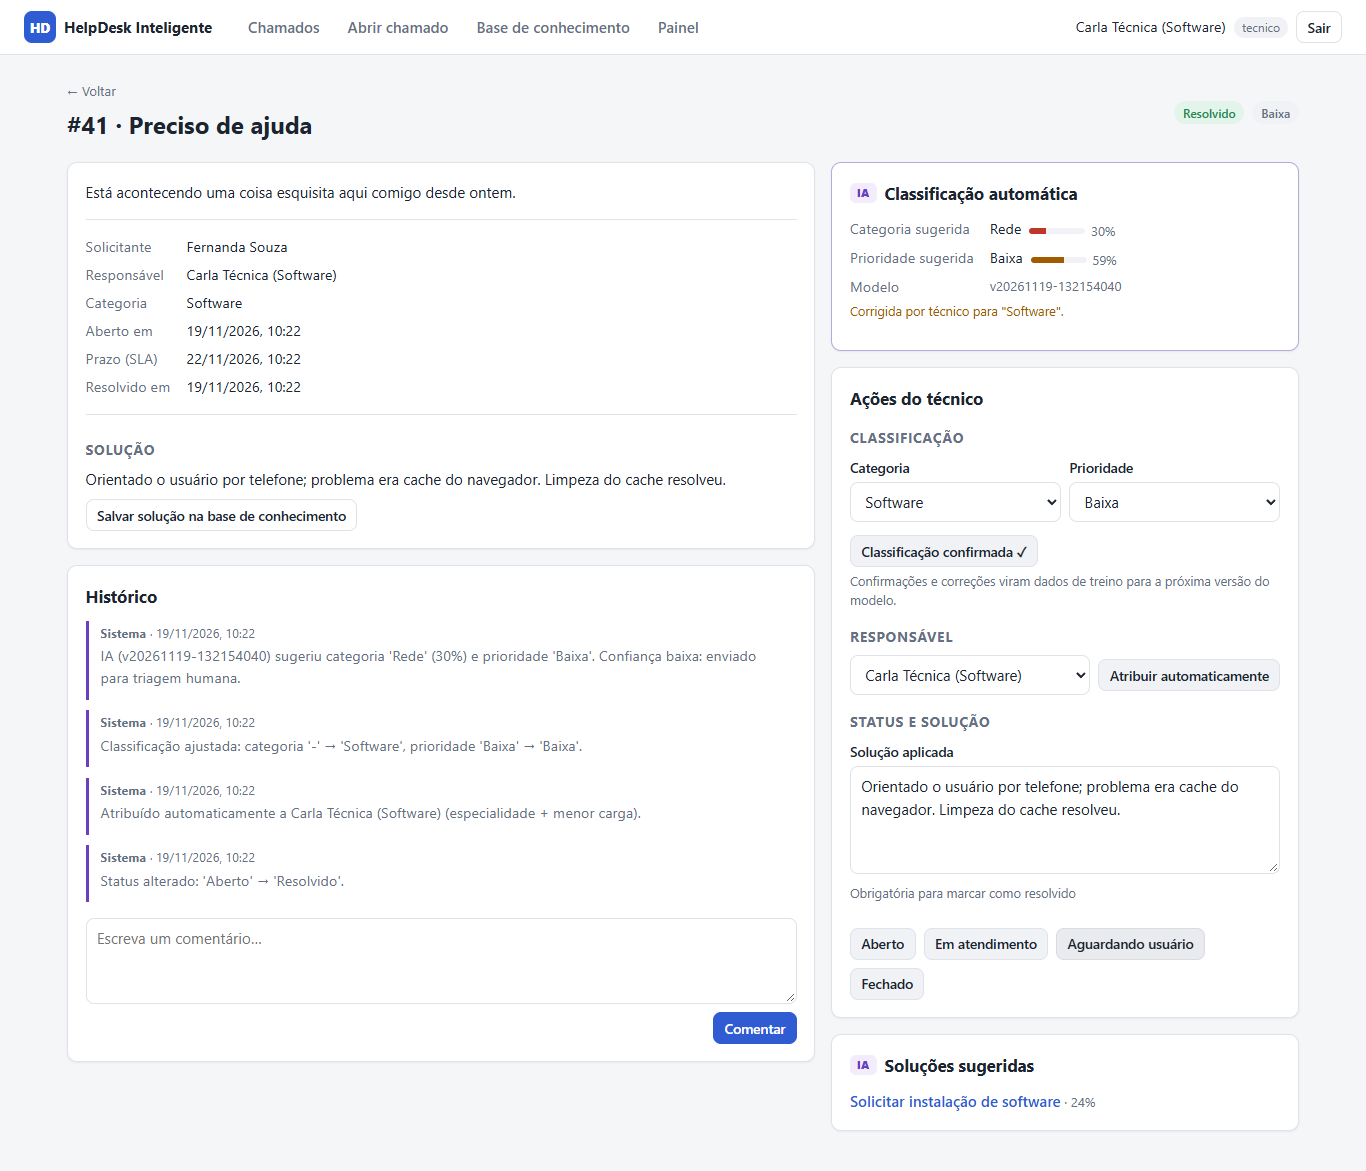 HD HelpDesk Inteligente Chamados Abrir chamado Base de conhecimento Painel Carla Técnica (Software) tecnico Sair
← Voltar
#41 · Preciso de ajuda
Resolvido Baixa
Está acontecendo uma coisa esquisita aqui comigo desde ontem.
Solicitante Fernanda Souza
Responsável Carla Técnica (Software)
Categoria Software
Aberto em 19/11/2026, 10:22
Prazo (SLA) 22/11/2026, 10:22
Resolvido em 19/11/2026, 10:22
SOLUÇÃO
Orientado o usuário por telefone; problema era cache do navegador. Limpeza do cache resolveu.
Salvar solução na base de conhecimento
Histórico
Sistema · 19/11/2026, 10:22
IA (v20261119-132154040) sugeriu categoria 'Rede' (30%) e prioridade 'Baixa'. Confiança baixa: enviado
para triagem humana.
Sistema · 19/11/2026, 10:22
Classificação ajustada: categoria '-' → 'Software', prioridade 'Baixa' → 'Baixa'.
Sistema · 19/11/2026, 10:22
Atribuído automaticamente a Carla Técnica (Software) (especialidade + menor carga).
Sistema · 19/11/2026, 10:22
Status alterado: 'Aberto' → 'Resolvido'.
Escreva um comentário...
Comentar
IA Classificação automática
Categoria sugerida Rede 30%
Prioridade sugerida Baixa 59%
Modelo v20261119-132154040
Corrigida por técnico para "Software".
Ações do técnico
CLASSIFICAÇÃO
Categoria Prioridade
Software Baixa
Classificação confirmada ✓
Confirmações e correções viram dados de treino para a próxima versão do
modelo.
RESPONSÁVEL
Carla Técnica (Software) Atribuir automaticamente
STATUS E SOLUÇÃO
Solução aplicada
Orientado o usuário por telefone; problema era cache do
navegador. Limpeza do cache resolveu.
Obrigatória para marcar como resolvido
Aberto Em atendimento Aguardando usuário
Fechado
IA Soluções sugeridas
Solicitar instalação de software · 24%